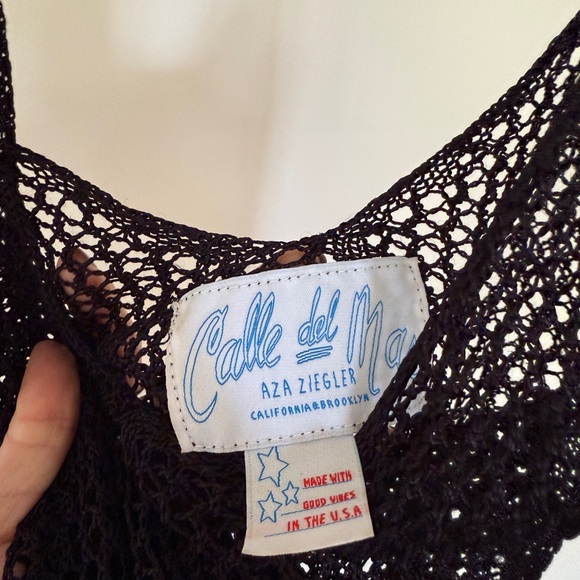 Calle del Ma
AZA ZIEGLER
CALIFORNIA & BROOKLYN
MADE WITH
GOOD VIBES
IN THE U.S.A